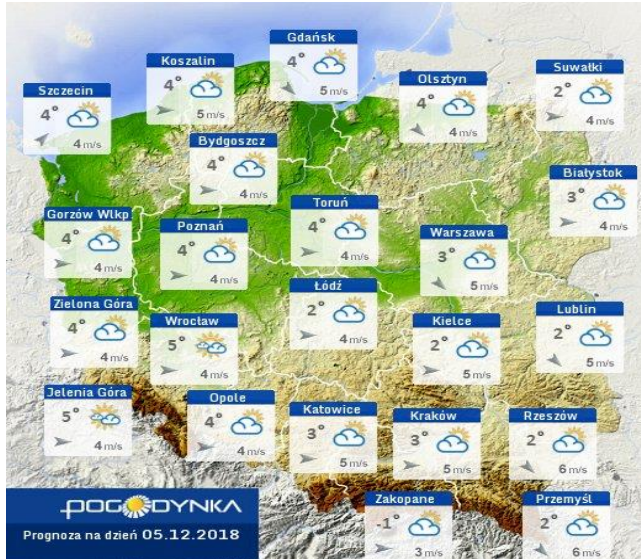 Gdańsk
4°
5 m/s
Koszalin
4°
5 m/s
Suwałki
2°
4 m/s
Olsztyn
4°
4 m/s
Szczecin
4°
4 m/s
Bydgoszcz
4°
4 m/s
Białystok
3°
4 m/s
Toruń
4°
4 m/s
Gorzów Wlkp
4°
4 m/s
Poznań
4°
4 m/s
Warszawa
3°
5 m/s
Łódź
2°
4 m/s
Zielona Góra
4°
4 m/s
Wrocław
5°
4 m/s
Kielce
2°
5 m/s
Lublin
2°
5 m/s
Jelenia Góra
5°
4 m/s
Opole
4°
4 m/s
Katowice
3°
5 m/s
Kraków
3°
5 m/s
Rzeszów
2°
6 m/s
Zakopane
-1°
3 m/s
Przemyśl
2°
6 m/s
POGODYNKA
Prognoza na dzień 05.12.2018